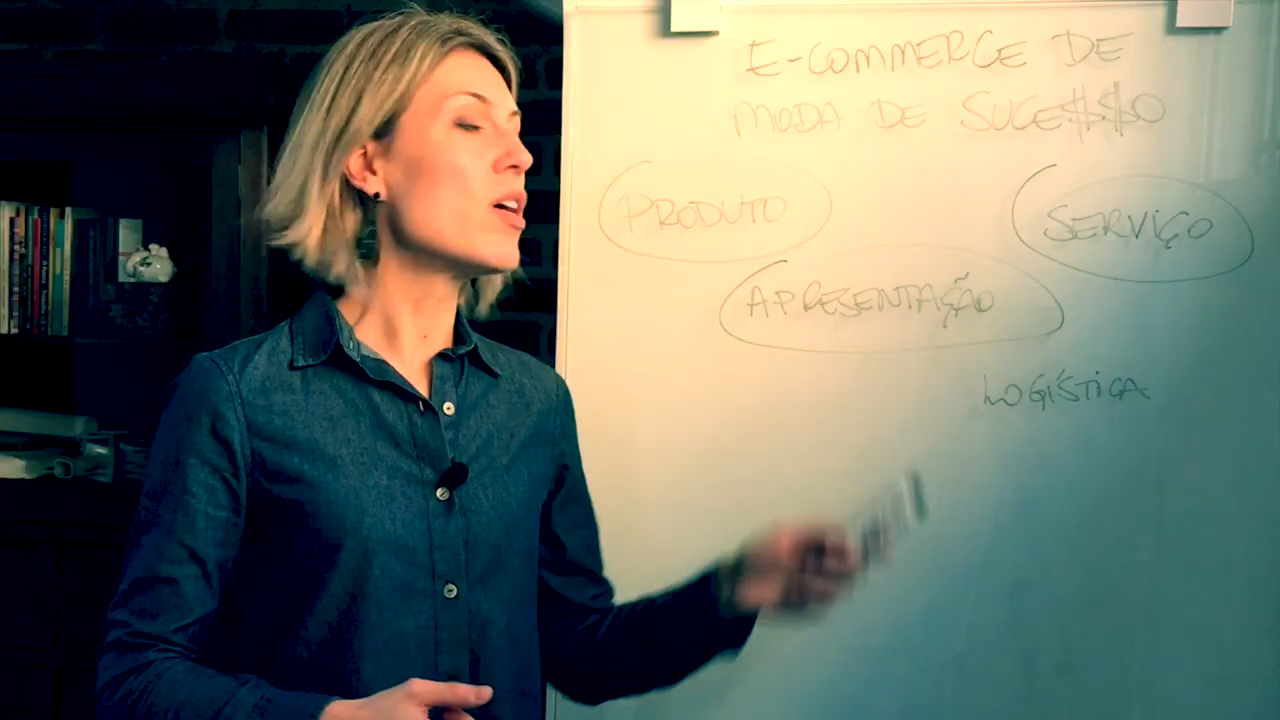 E-COMMERCE DE
MODA DE SUCE$$O
PRODUTO
SERVIÇO
APRESENTAÇÃO
LOGÍSTICA